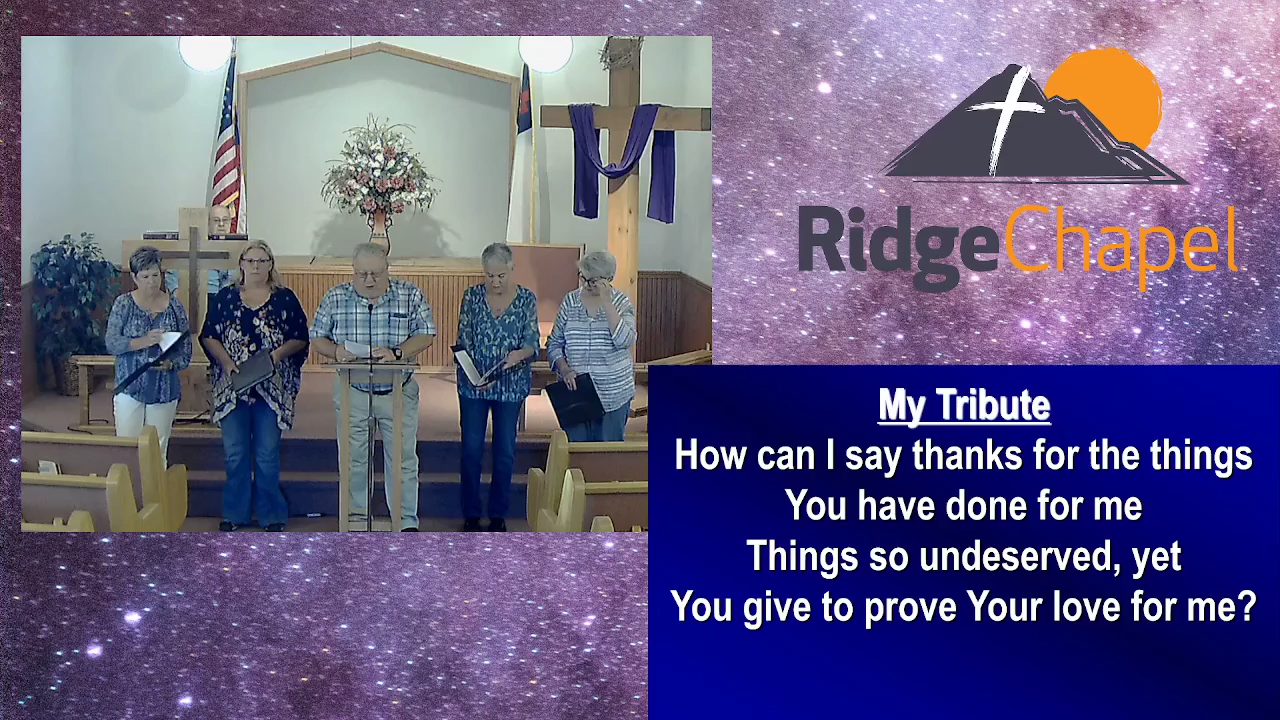 RidgeChapel
My Tribute
How can I say thanks for the things
You have done for me
Things so undeserved, yet
You give to prove Your love for me?